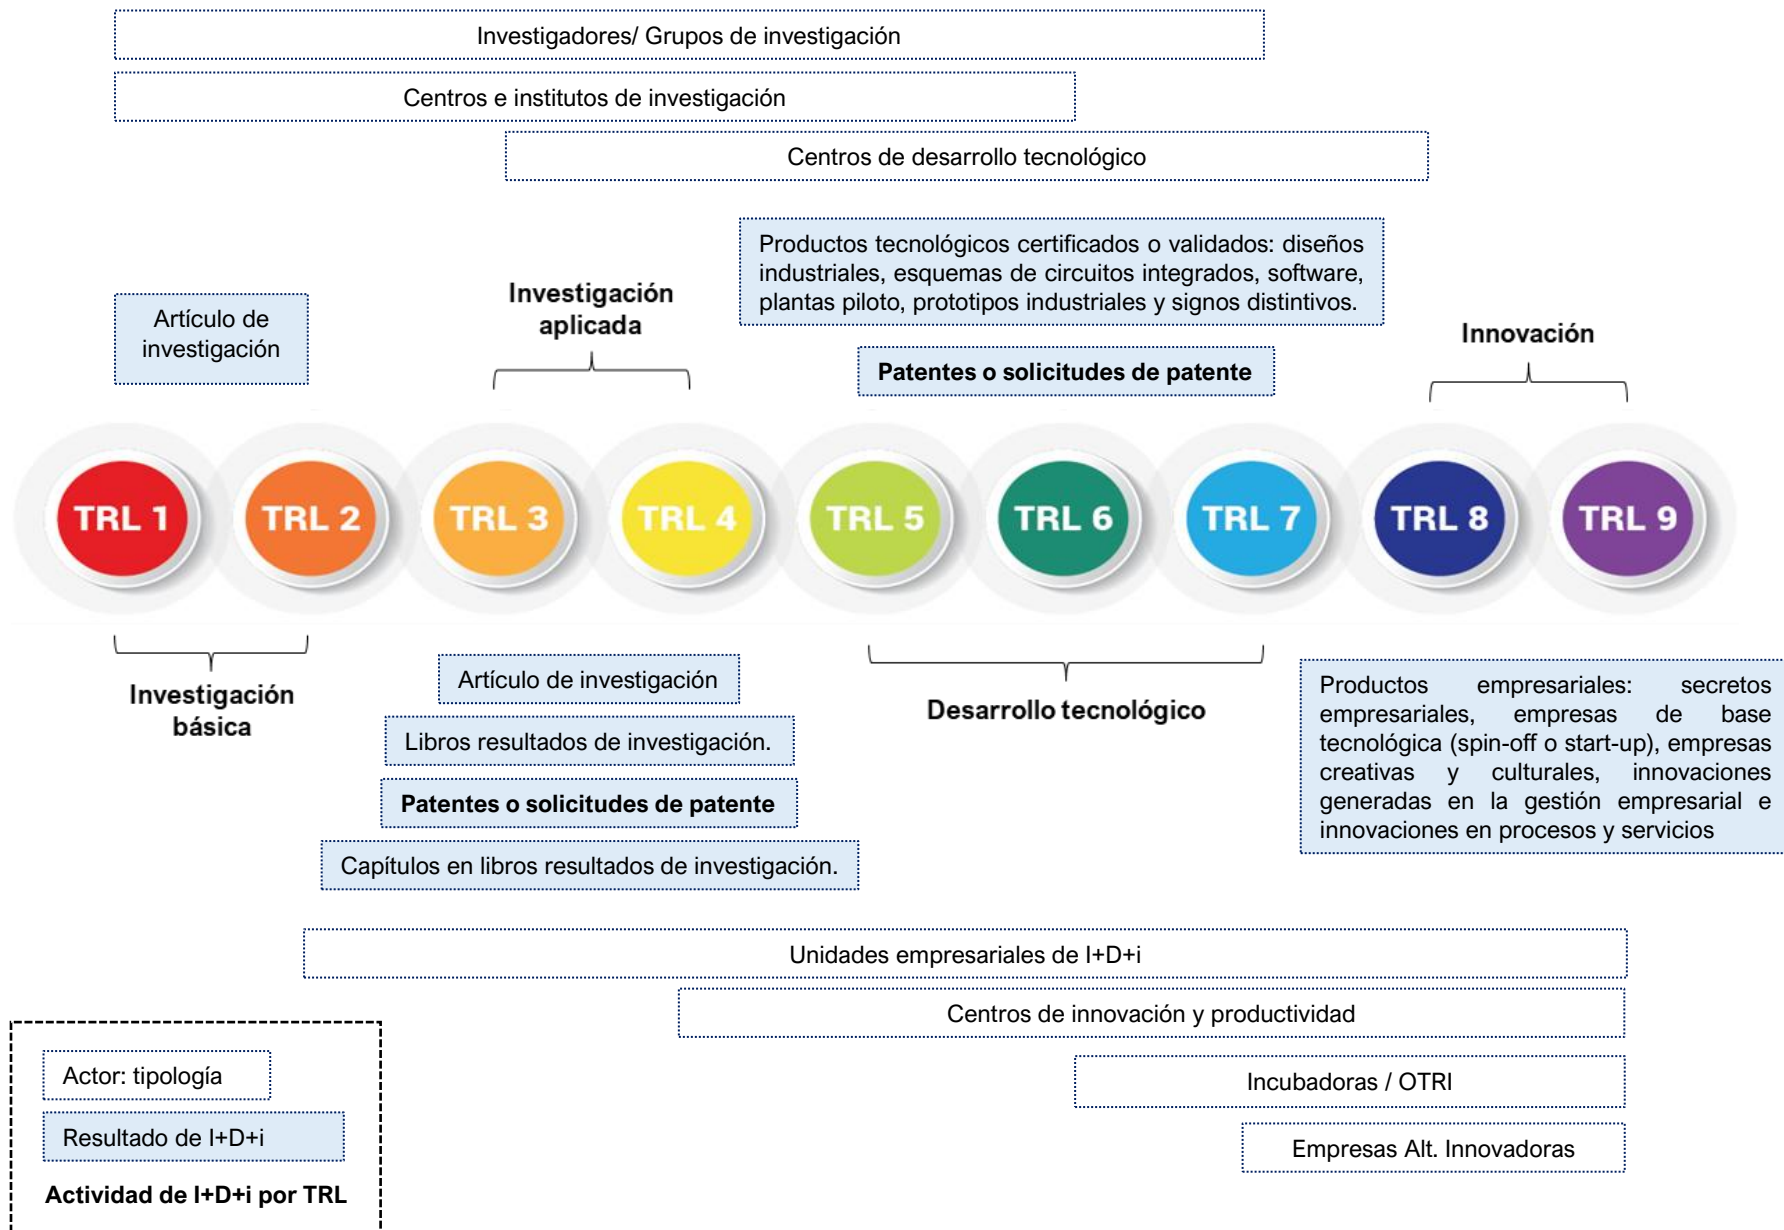 Investigadores/ Grupos de investigación
Centros e institutos de investigación
Centros de desarrollo tecnológico
Productos tecnológicos certificados o validados: diseños
industriales, esquemas de circuitos integrados, software,
plantas piloto, prototipos industriales y signos distintivos.
Artículo de
investigación
Investigación
aplicada
Patentes o solicitudes de patente
Innovación
TRL 1
TRL 2
TRL 3
TRL 4
TRL 5
TRL 6
TRL 7
TRL 8
TRL 9
Investigación
básica
Artículo de investigación
Libros resultados de investigación.
Patentes o solicitudes de patente
Capítulos en libros resultados de investigación.
Desarrollo tecnológico
Productos empresariales: secretos
empresariales, empresas de base
tecnológica (spin-off o start-up), empresas
creativas y culturales, innovaciones
generadas en la gestión empresarial e
innovaciones en procesos y servicios
Unidades empresariales de I+D+i
Centros de innovación y productividad
Incubadoras / OTRI
Empresas Alt. Innovadoras
Actor: tipología
Resultado de I+D+i
Actividad de I+D+i por TRL